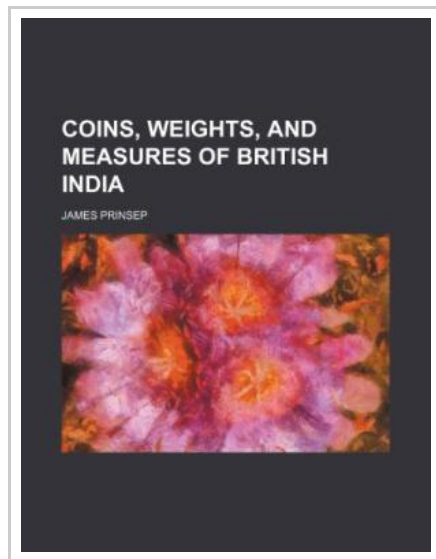 COINS, WEIGHTS, AND
MEASURES OF BRITISH
INDIA
JAMES PRINSEP